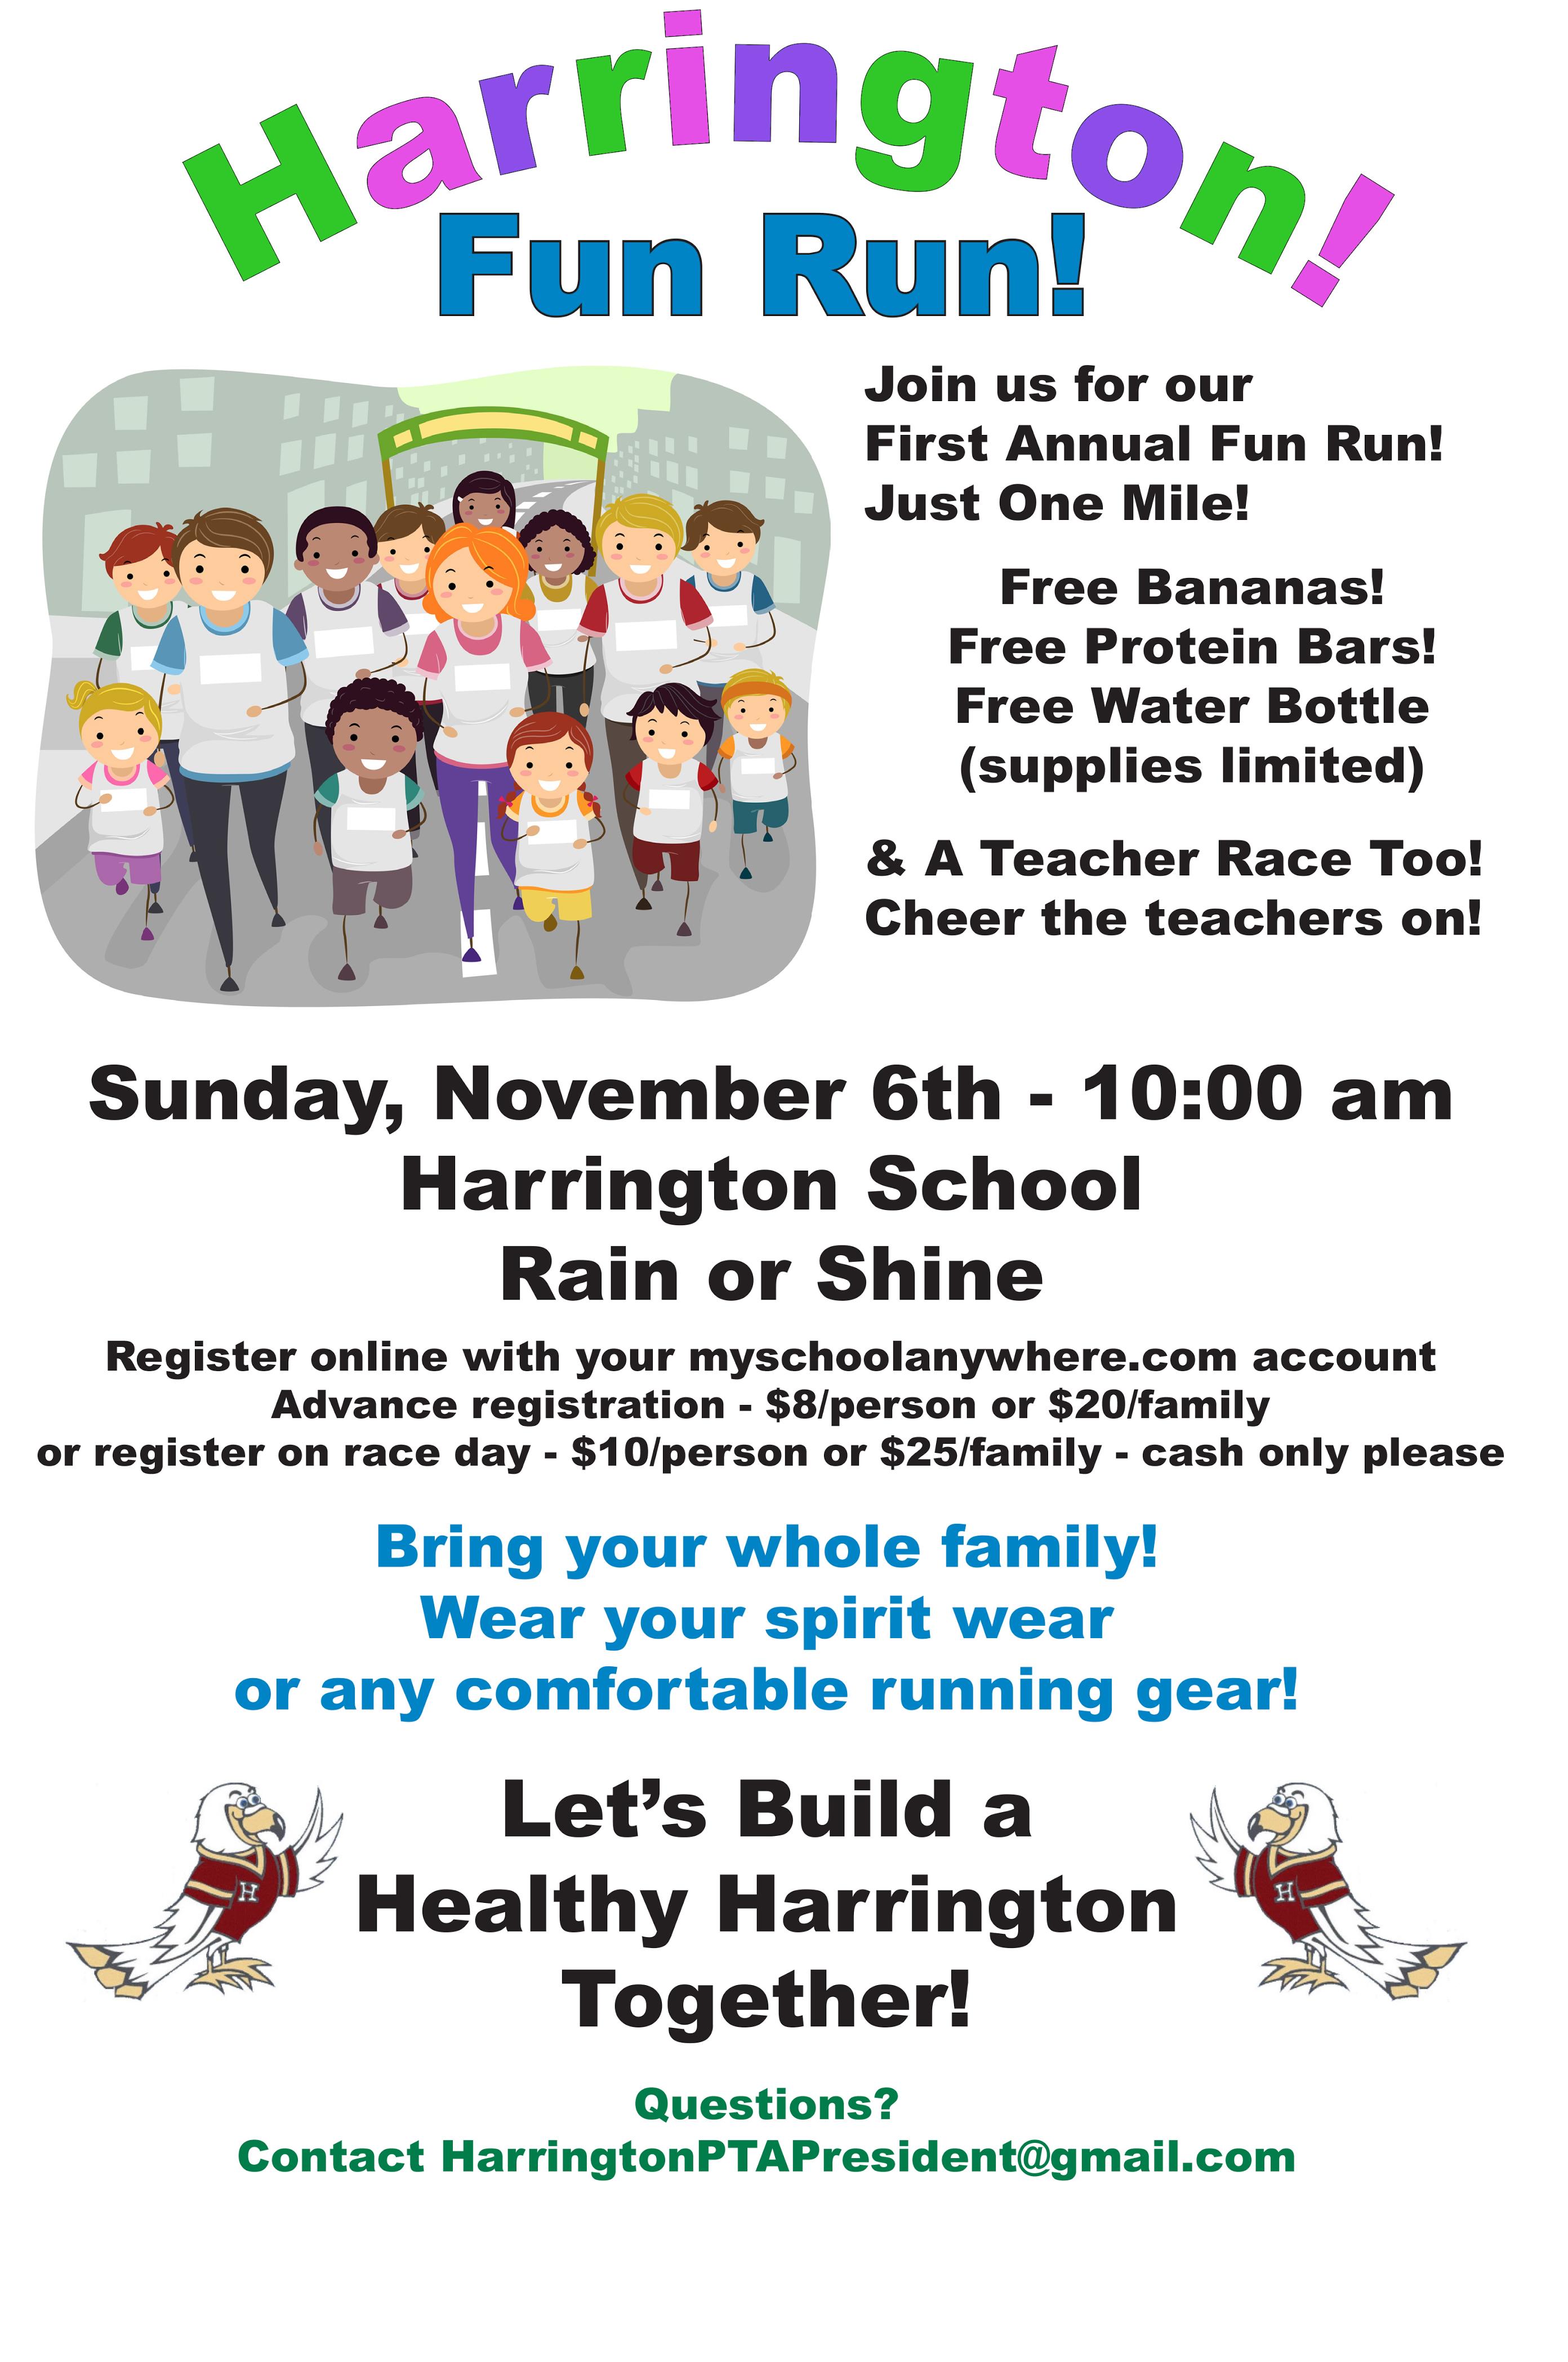 Harrington!
Fun Run!
Join us for our
First Annual Fun Run!
Just One Mile!
Free Bananas!
Free Protein Bars!
Free Water Bottle
(supplies limited)
& A Teacher Race Too!
Cheer the teachers on!
Sunday, November 6th - 10:00 am
Harrington School
Rain or Shine
Register online with your myschoolanywhere.com account
Advance registration - $8/person or $20/family
or register on race day - $10/person or $25/family - cash only please
Bring your whole family!
Wear your spirit wear
or any comfortable running gear!
Let’s Build a
Healthy Harrington
Together!
H
H
Questions?
Contact HarringtonPTAPresident@gmail.com